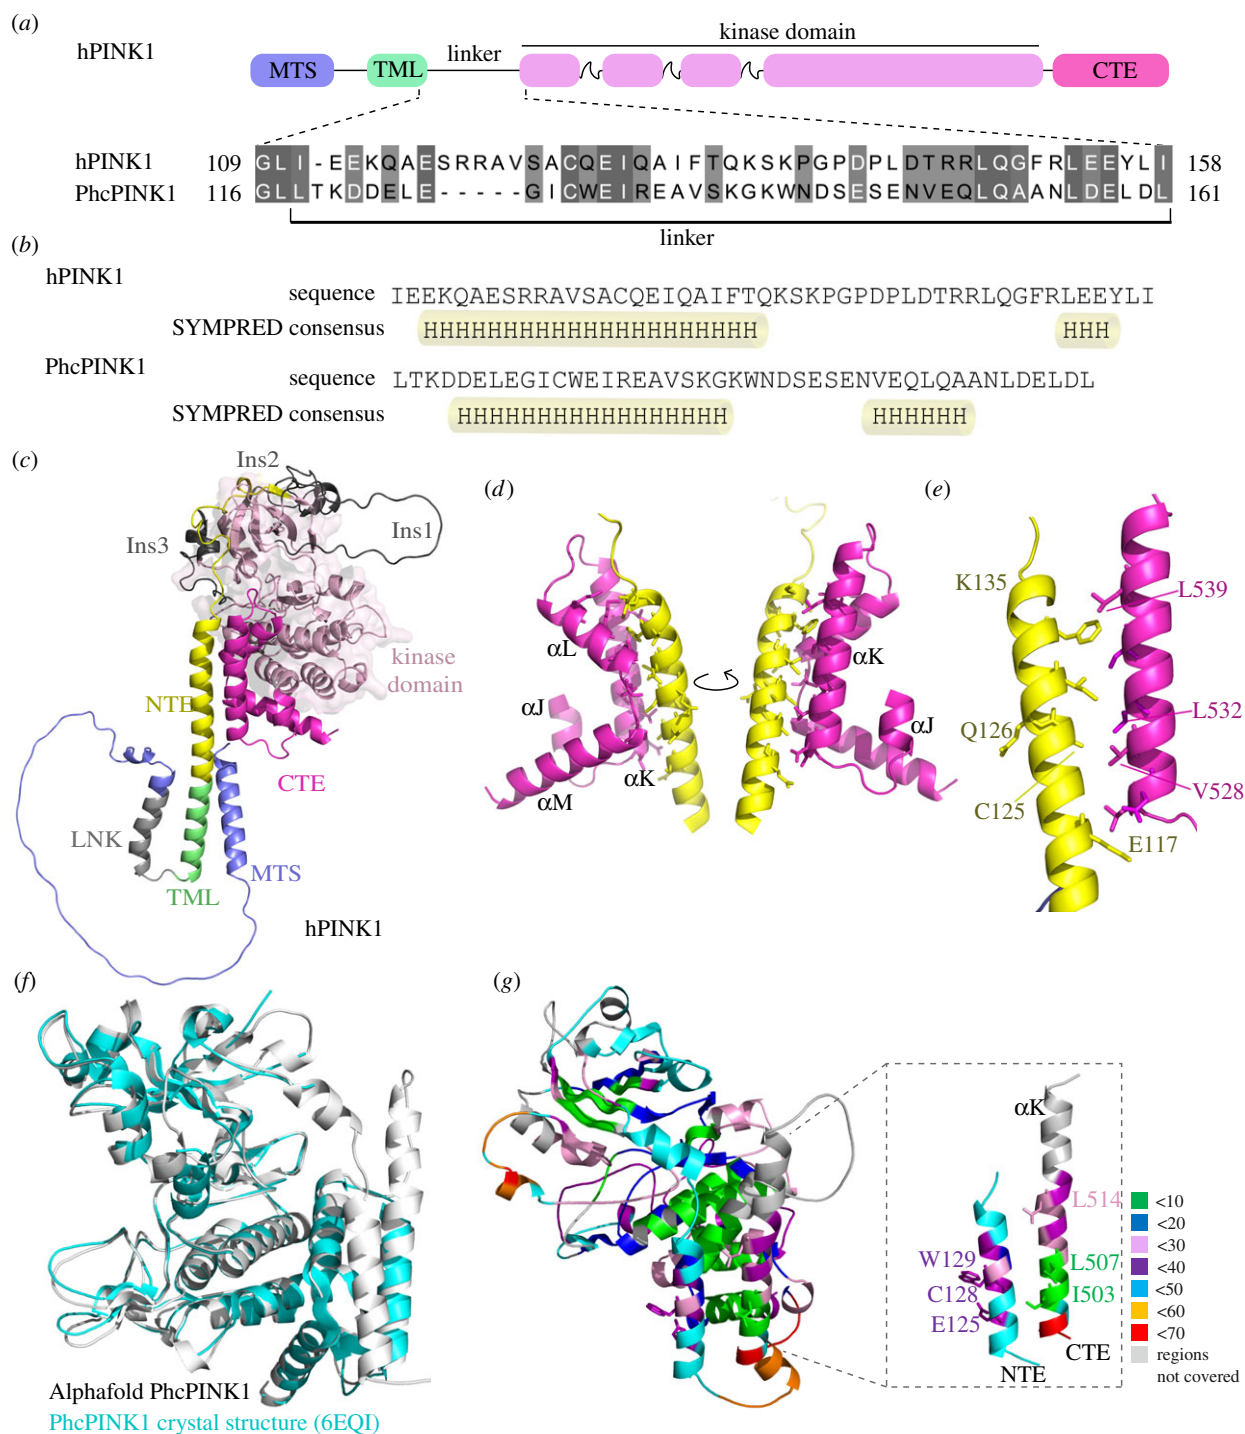 (a)
hPINK1
MTS
TML
linker
kinase domain
CTE
hPINK1 109 GLI-EEKQAESRRAVSACQEIQAIFTQKSKPGPDPLDTRRLQGFRLEEYLI 158
PhcPINK1 116 GLLTKDDELE-----GICWEIREAVSKGKWNDSESENVEQLQAANLDELDL 161
linker
(b)
hPINK1
sequence IEEKQAESRRAVSACQEIQAIFTQKSKPGPDPLDTRRLQGFRLEEYLI
SYMPRED consensus HHHHHHHHHHHHHHHHHHHHH HHH
PhcPINK1
sequence LTKDDELEGICWEIREAVSKGKWNDSESENVEQLQAANLDELDL
SYMPRED consensus HHHHHHHHHHHHHHHHH HHHHHH
(c)
Ins2
Ins1
Ins3
kinase
domain
NTE
CTE
LNK
TML
MTS
hPINK1
(d)
αL
αJ
αK
αM
αK
αJ
(e)
K135
L539
Q126
L532
C125
V528
E117
(f)
Alphafold PhcPINK1
PhcPINK1 crystal structure (6EQI)
(g)
αK
L514
W129
L507
C128
I503
E125
CTE
NTE
<10
<20
<30
<40
<50
<60
<70
regions
not covered